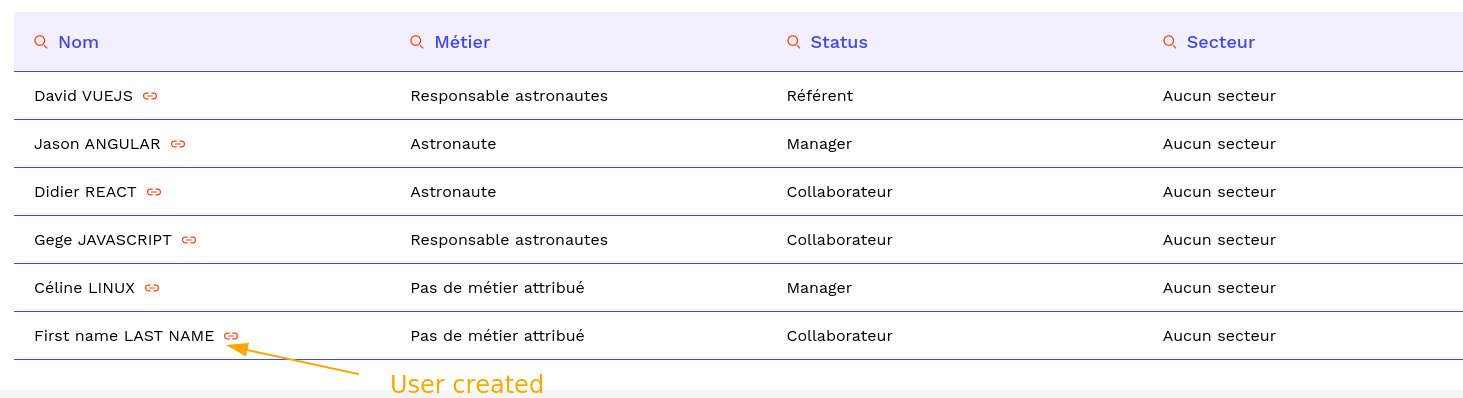 Nom Métier Status Secteur
David VUEJS Responsable astronautes Référent Aucun secteur
Jason ANGULAR Astronaute Manager Aucun secteur
Didier REACT Astronaute Collaborateur Aucun secteur
Gege JAVASCRIPT Responsable astronautes Collaborateur Aucun secteur
Céline LINUX Pas de métier attribué Manager Aucun secteur
First name LAST NAME Pas de métier attribué Collaborateur Aucun secteur
User created